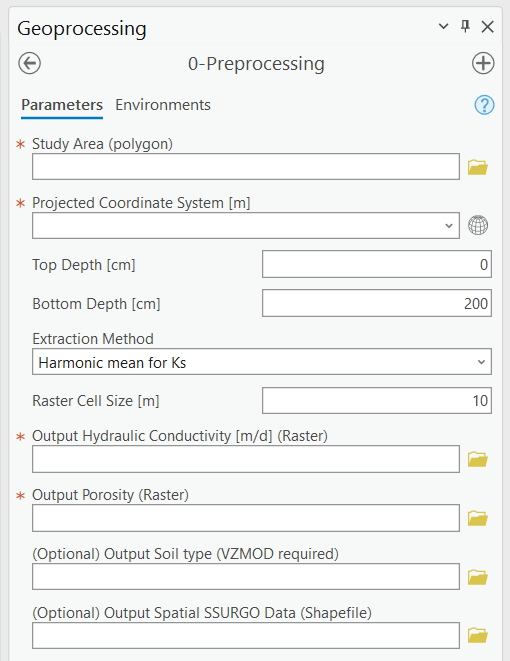 Geoprocessing
0-Preprocessing
Parameters Environments
* Study Area (polygon)
* Projected Coordinate System [m]
Top Depth [cm] 0
Bottom Depth [cm] 200
Extraction Method
Harmonic mean for Ks
Raster Cell Size [m] 10
* Output Hydraulic Conductivity [m/d] (Raster)
* Output Porosity (Raster)
(Optional) Output Soil type (VZMOD required)
(Optional) Output Spatial SSURGO Data (Shapefile)